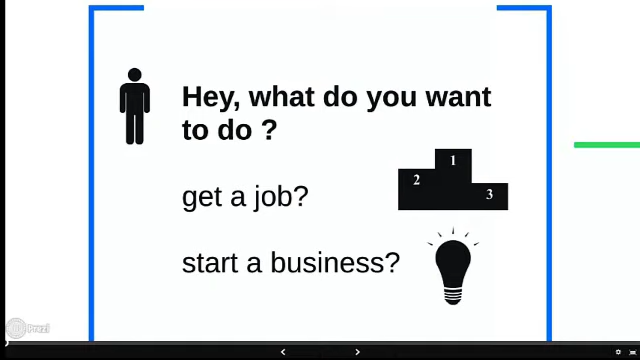 Hey, what do you want
to do ?
1
2
3
get a job?
start a business?
Prezi